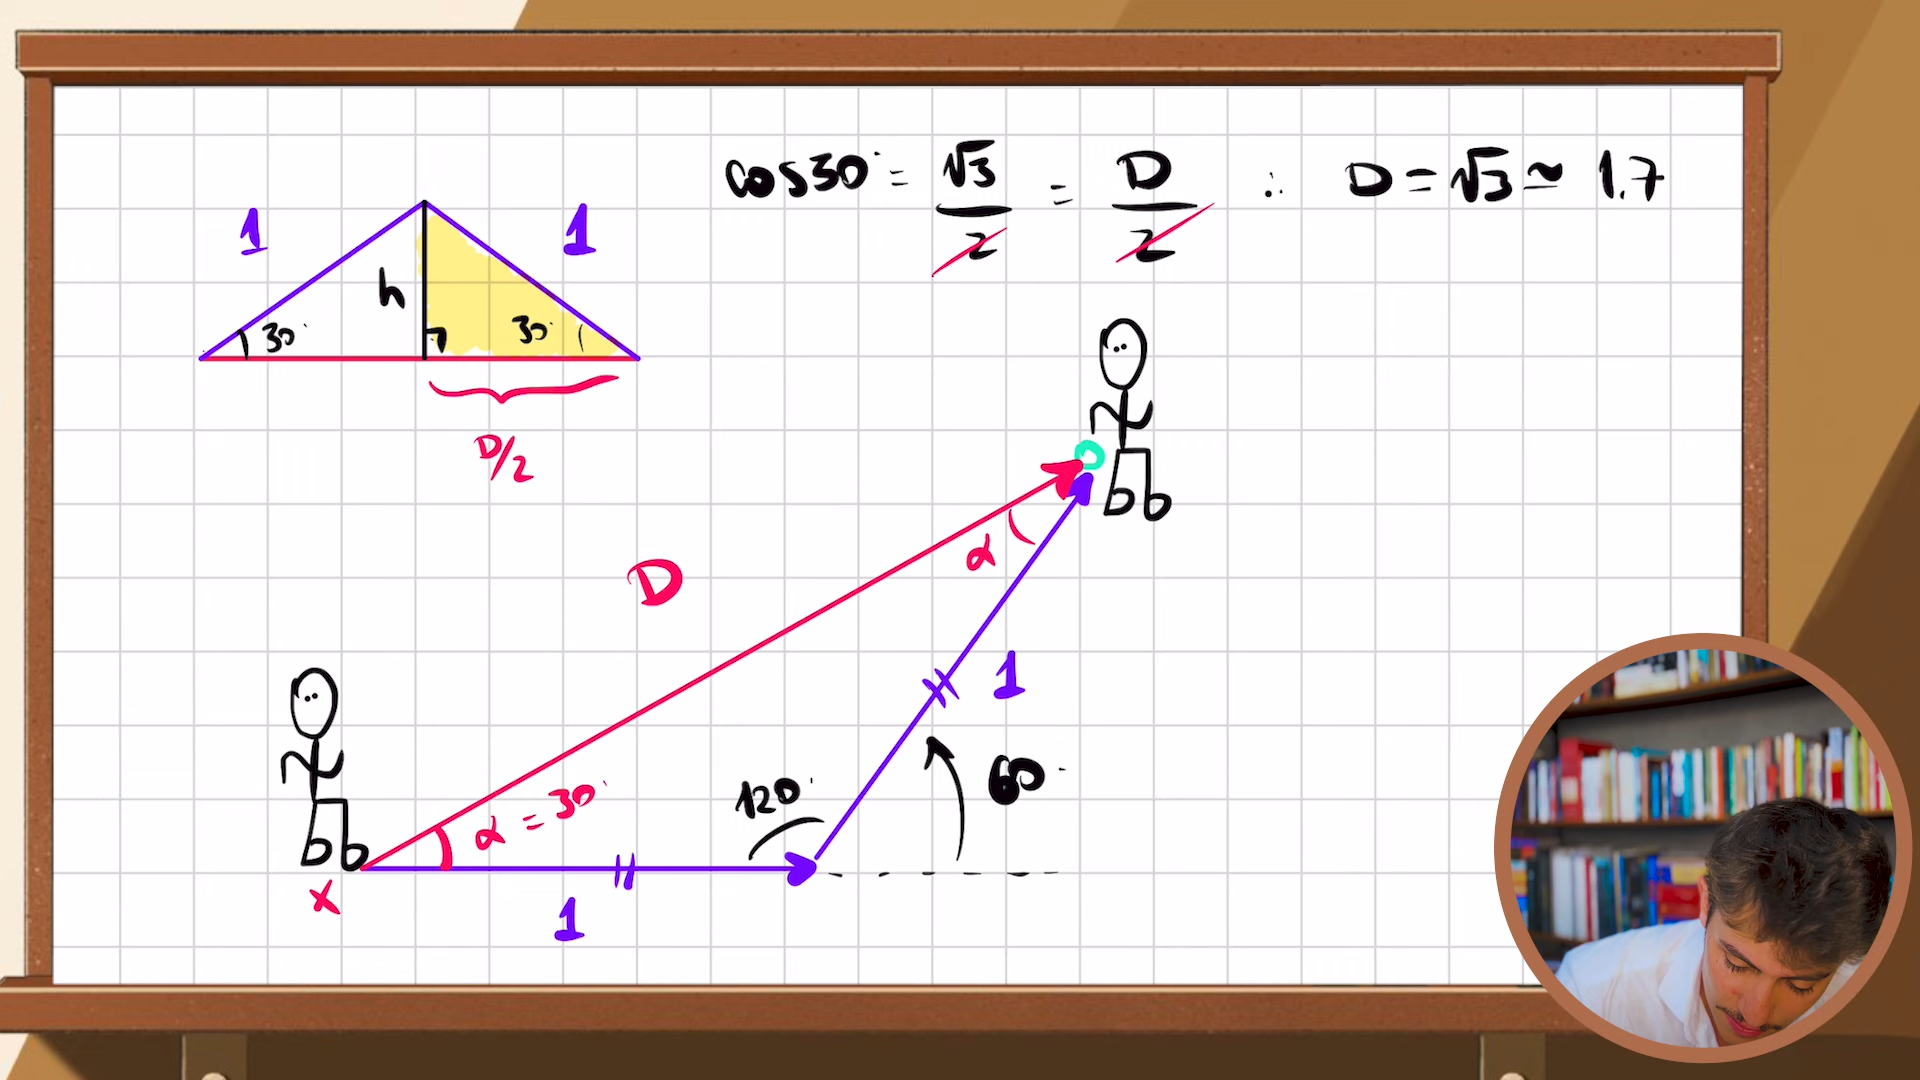 cos30° = √3/2 = D/2 ∴ D = √3 ≃ 1.7
1
1
h
30°
30°
D/2
D
α
1
120°
60°
α = 30°
x
1